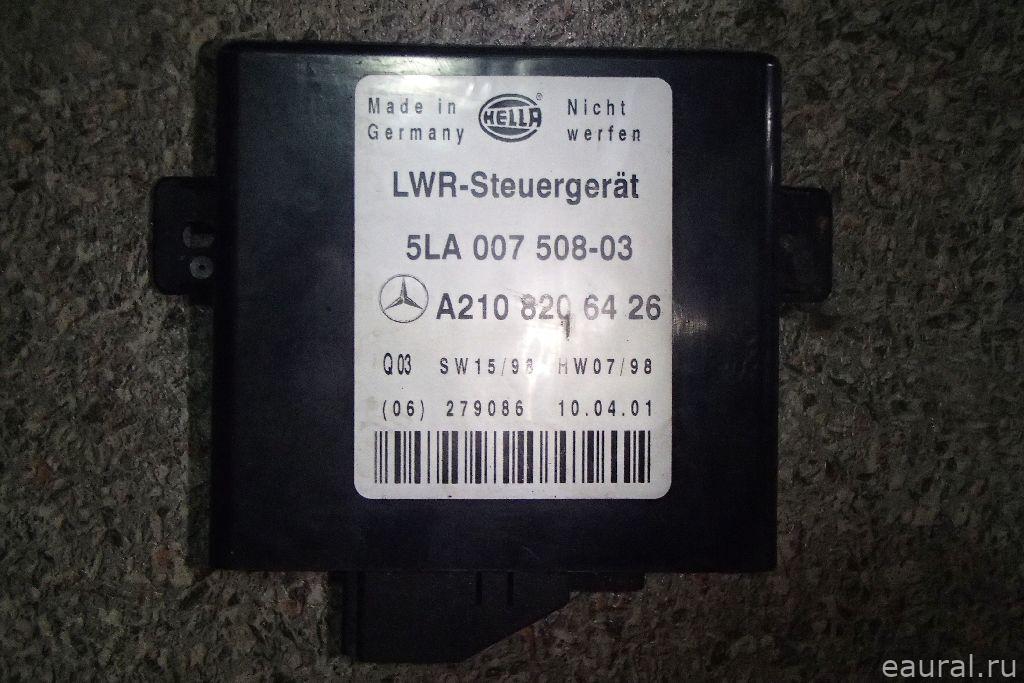 Made in Germany
HELLA
Nicht werfen
LWR-Steuergerät
5LA 007 508-03
A210 820 64 26
Q03 SW15/98 HW07/98
(06) 279086 10.04.01
eaural.ru